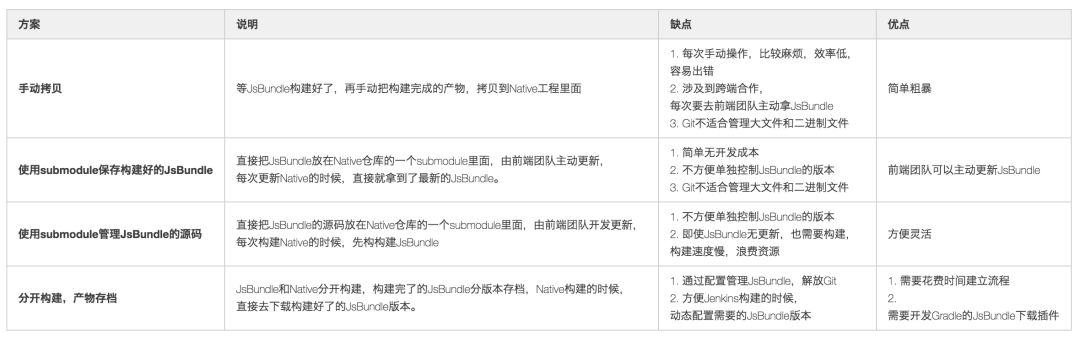 方案 说明 缺点 优点
手动拷贝
等JsBundle构建好了，再手动把构建完成的产物，拷贝到Native工程里面
1. 每次手动操作，比较麻烦，效率低，
容易出错
2. 涉及到跨端合作，
每次要去前端团队主动拿JsBundle
3. Git不适合管理大文件和二进制文件
简单粗暴
使用submodule保存构建好的JsBundle
直接把JsBundle放在Native仓库的一个submodule里面，由前端团队主动更新，
每次更新Native的时候，直接就拿到了最新的JsBundle。
1. 简单无开发成本
2. 不方便单独控制JsBundle的版本
3. Git不适合管理大文件和二进制文件
前端团队可以主动更新JsBundle
使用submodule管理JsBundle的源码
直接把JsBundle的源码放在Native仓库的一个submodule里面，由前端团队开发更新，
每次构建Native的时候，先构构建JsBundle
1. 不方便单独控制JsBundle的版本
2. 即使JsBundle无更新，也需要构建，
构建速度慢，浪费资源
方便灵活
分开构建，产物存档
JsBundle和Native分开构建，构建完了的JsBundle分版本存档，Native构建的时候，
直接去下载构建好了的JsBundle版本。
1. 通过配置管理JsBundle，解放Git
2. 方便Jenkins构建的时候，
动态配置需要的JsBundle版本
1. 需要花费时间建立流程
2.
需要开发Gradle的JsBundle下载插件